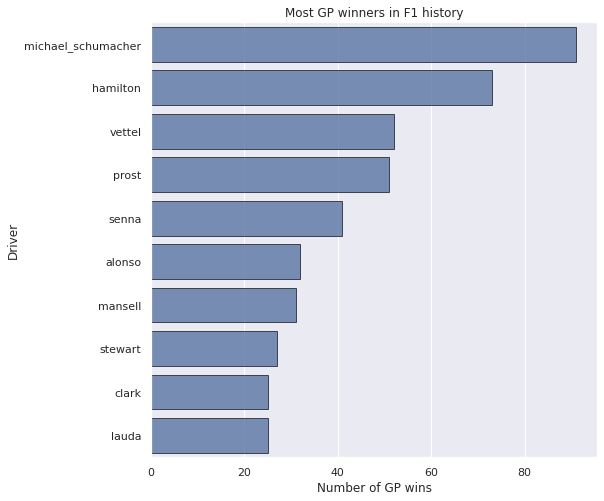 Most GP winners in F1 history
michael_schumacher
hamilton
vettel
prost
senna
alonso
mansell
stewart
clark
lauda
Driver
0 20 40 60 80
Number of GP wins